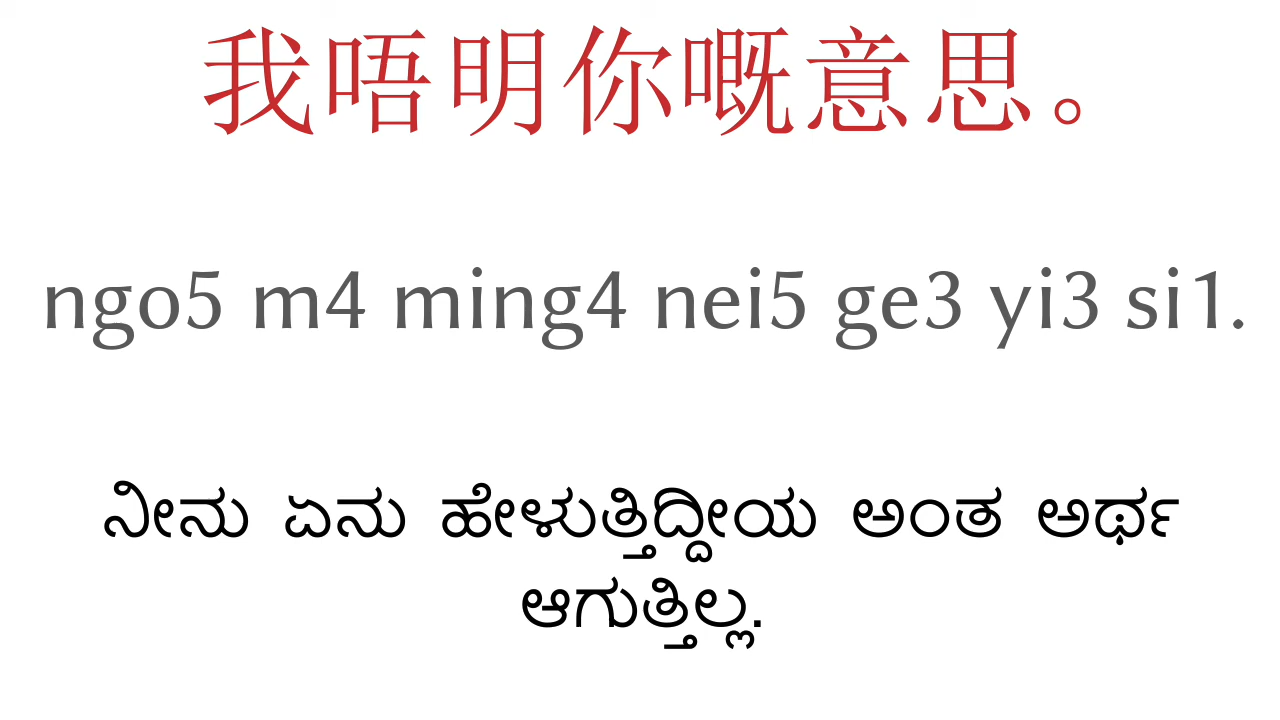 我唔明你嘅意思。
ngo5 m4 ming4 nei5 ge3 yi3 si1.
ನೀನು ಏನು ಹೇಳುತ್ತಿದ್ದೀಯ ಅಂತ ಅರ್ಥ
ಆಗುತ್ತಿಲ್ಲ.